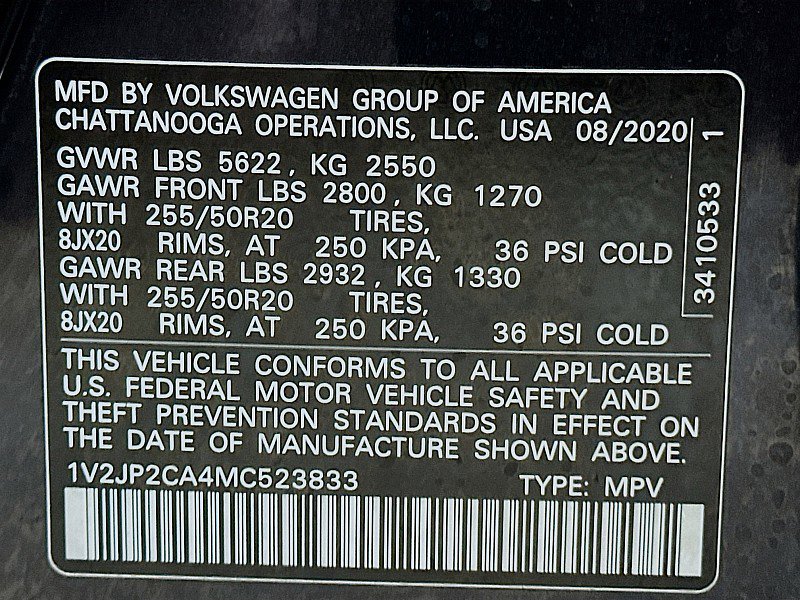 MFD BY VOLKSWAGEN GROUP OF AMERICA
CHATTANOOGA OPERATIONS, LLC. USA 08/2020
GVWR LBS 5622, KG 2550
GAWR FRONT LBS 2800, KG 1270
WITH 255/50R20 TIRES,
8JX20 RIMS, AT 250 KPA, 36 PSI COLD
GAWR REAR LBS 2932, KG 1330
WITH 255/50R20 TIRES,
8JX20 RIMS, AT 250 KPA, 36 PSI COLD
3410533 1
THIS VEHICLE CONFORMS TO ALL APPLICABLE
U.S. FEDERAL MOTOR VEHICLE SAFETY AND
THEFT PREVENTION STANDARDS IN EFFECT ON
THE DATE OF MANUFACTURE SHOWN ABOVE.
1V2JP2CA4MC523833 TYPE: MPV